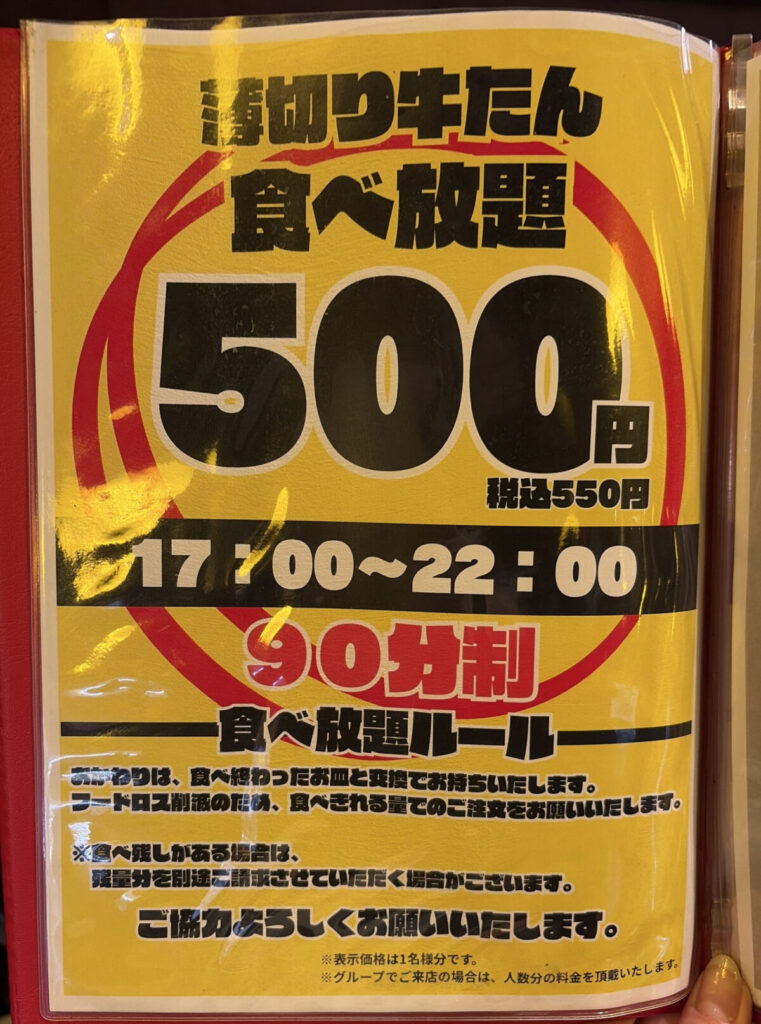 薄切り牛たん
食べ放題
500円
税込550円
17：00〜22：00
90分制
食べ放題ルール
おかわりは、食べ終わったお皿と交換でお持ちいたします。
フードロス削減のため、食べきれる量でのご注文をお願いいたします。
※食べ残しがある場合は、
残量分を別途ご請求させていただく場合がございます。
ご協力よろしくお願いいたします。
※表示価格は1名様分です。
※グループでご来店の場合は、人数分の料金を頂戴いたします。